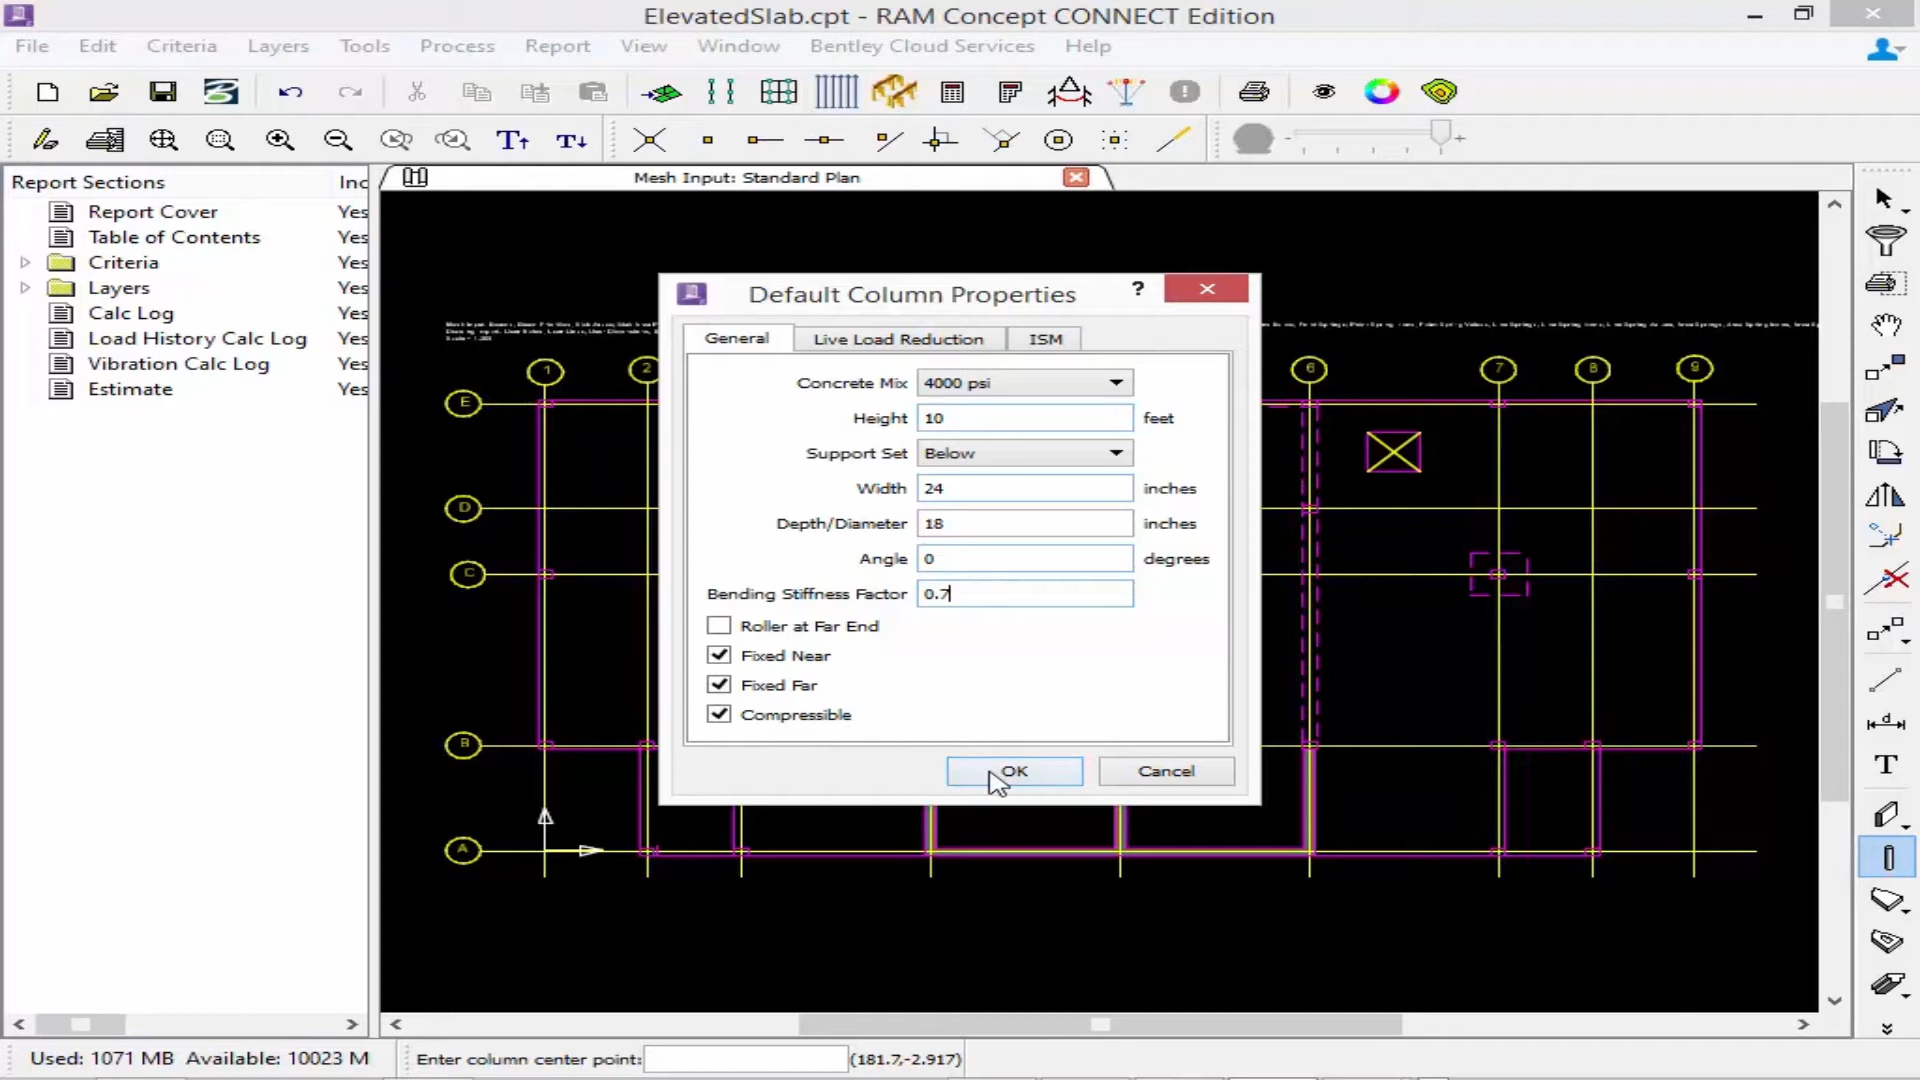 ElevatedSlab.cpt - RAM Concept CONNECT Edition
File Edit Criteria Layers Tools Process Report View Window Bentley Cloud Services Help
Report Sections Inc
Mesh Input: Standard Plan
Report Cover Yes
Table of Contents Yes
Criteria Yes
Layers Yes
Calc Log Yes
Load History Calc Log Yes
Vibration Calc Log Yes
Estimate Yes
Default Column Properties
General Live Load Reduction ISM
Concrete Mix 4000 psi
Height 10 feet
Support Set Below
Width 24 inches
Depth/Diameter 18 inches
Angle 0 degrees
Bending Stiffness Factor 0.7
Roller at Far End
Fixed Near
Fixed Far
Compressible
OK Cancel
1 2 6 7 8 9
E
D
C
B
A
Used: 1071 MB Available: 10023 M
Enter column center point: (181.7,-2.917)